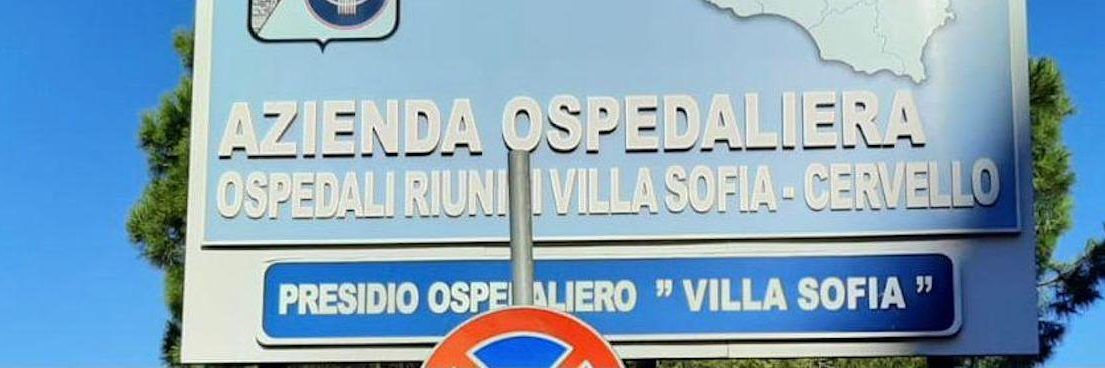 AZIENDA OSPEDALIERA
OSPEDALI RIUNITI VILLA SOFIA - CERVELLO
PRESIDIO OSPEDALIERO " VILLA SOFIA "